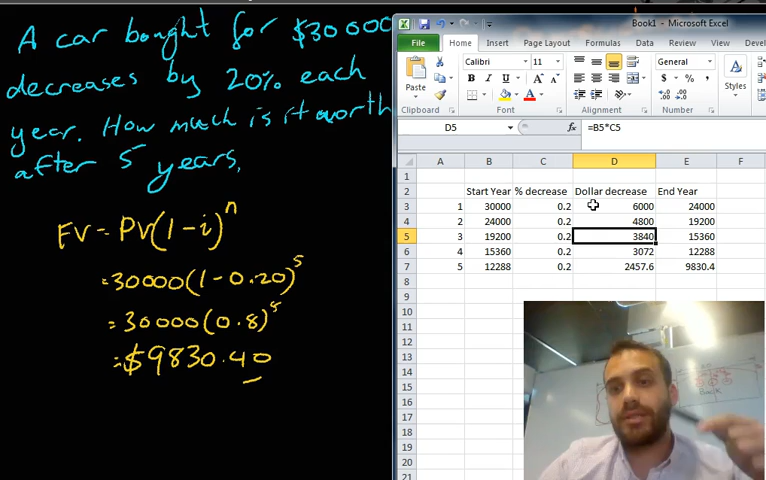 A car bought for $30000
decreases by 20% each
year. How much is it worth
after 5 years.
FV = PV(1-i)^n
= 30000(1-0.20)^5
= 30000(0.8)^5
= $9830.40
Book1 - Microsoft Excel
File Home Insert Page Layout Formulas Data Review View Devel
Paste Calibri 11 General Styles
B I U A $ % ,
Clipboard Font Alignment Number
D5 fx =B5*C5
A B C D E F
1
2 Start Year % decrease Dollar decrease End Year
3 1 30000 0.2 6000 24000
4 2 24000 0.2 4800 19200
5 3 19200 0.2 3840 15360
6 4 15360 0.2 3072 12288
7 5 12288 0.2 2457.6 9830.4
8
9
10
11
12
13
14
15
16
17
18
19
20
21